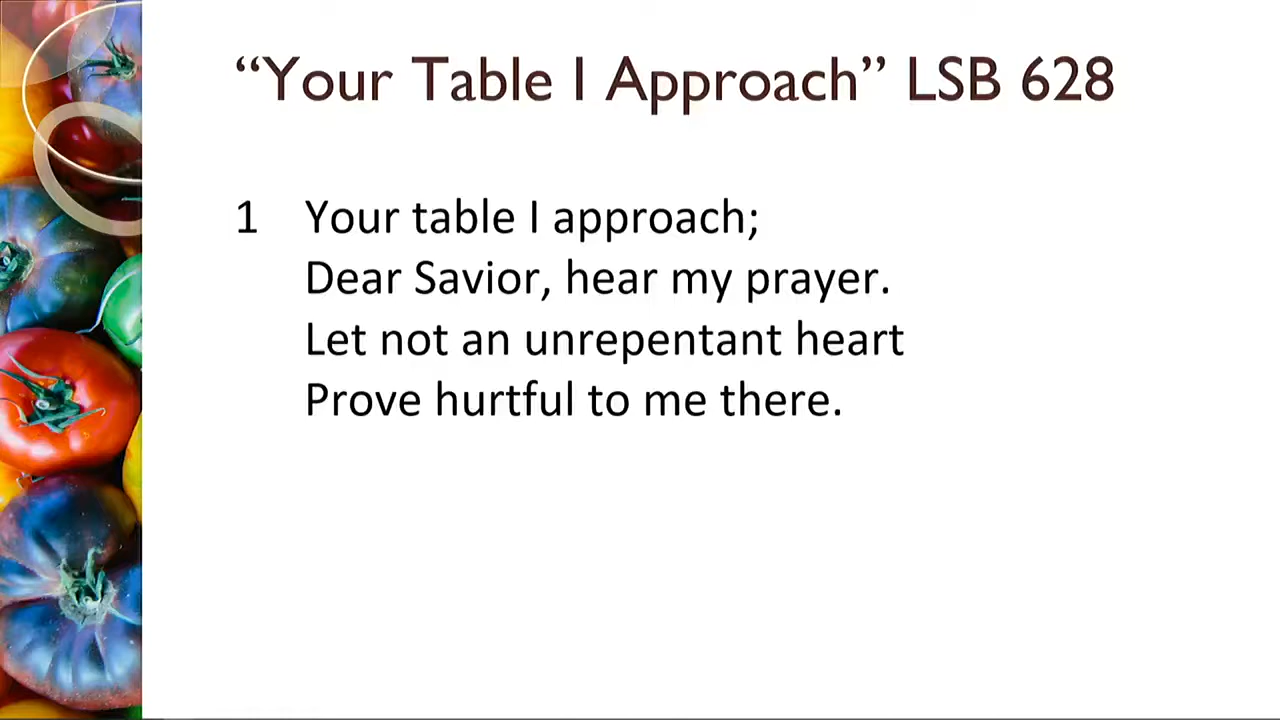 “Your Table I Approach” LSB 628
1 Your table I approach;
Dear Savior, hear my prayer.
Let not an unrepentant heart
Prove hurtful to me there.